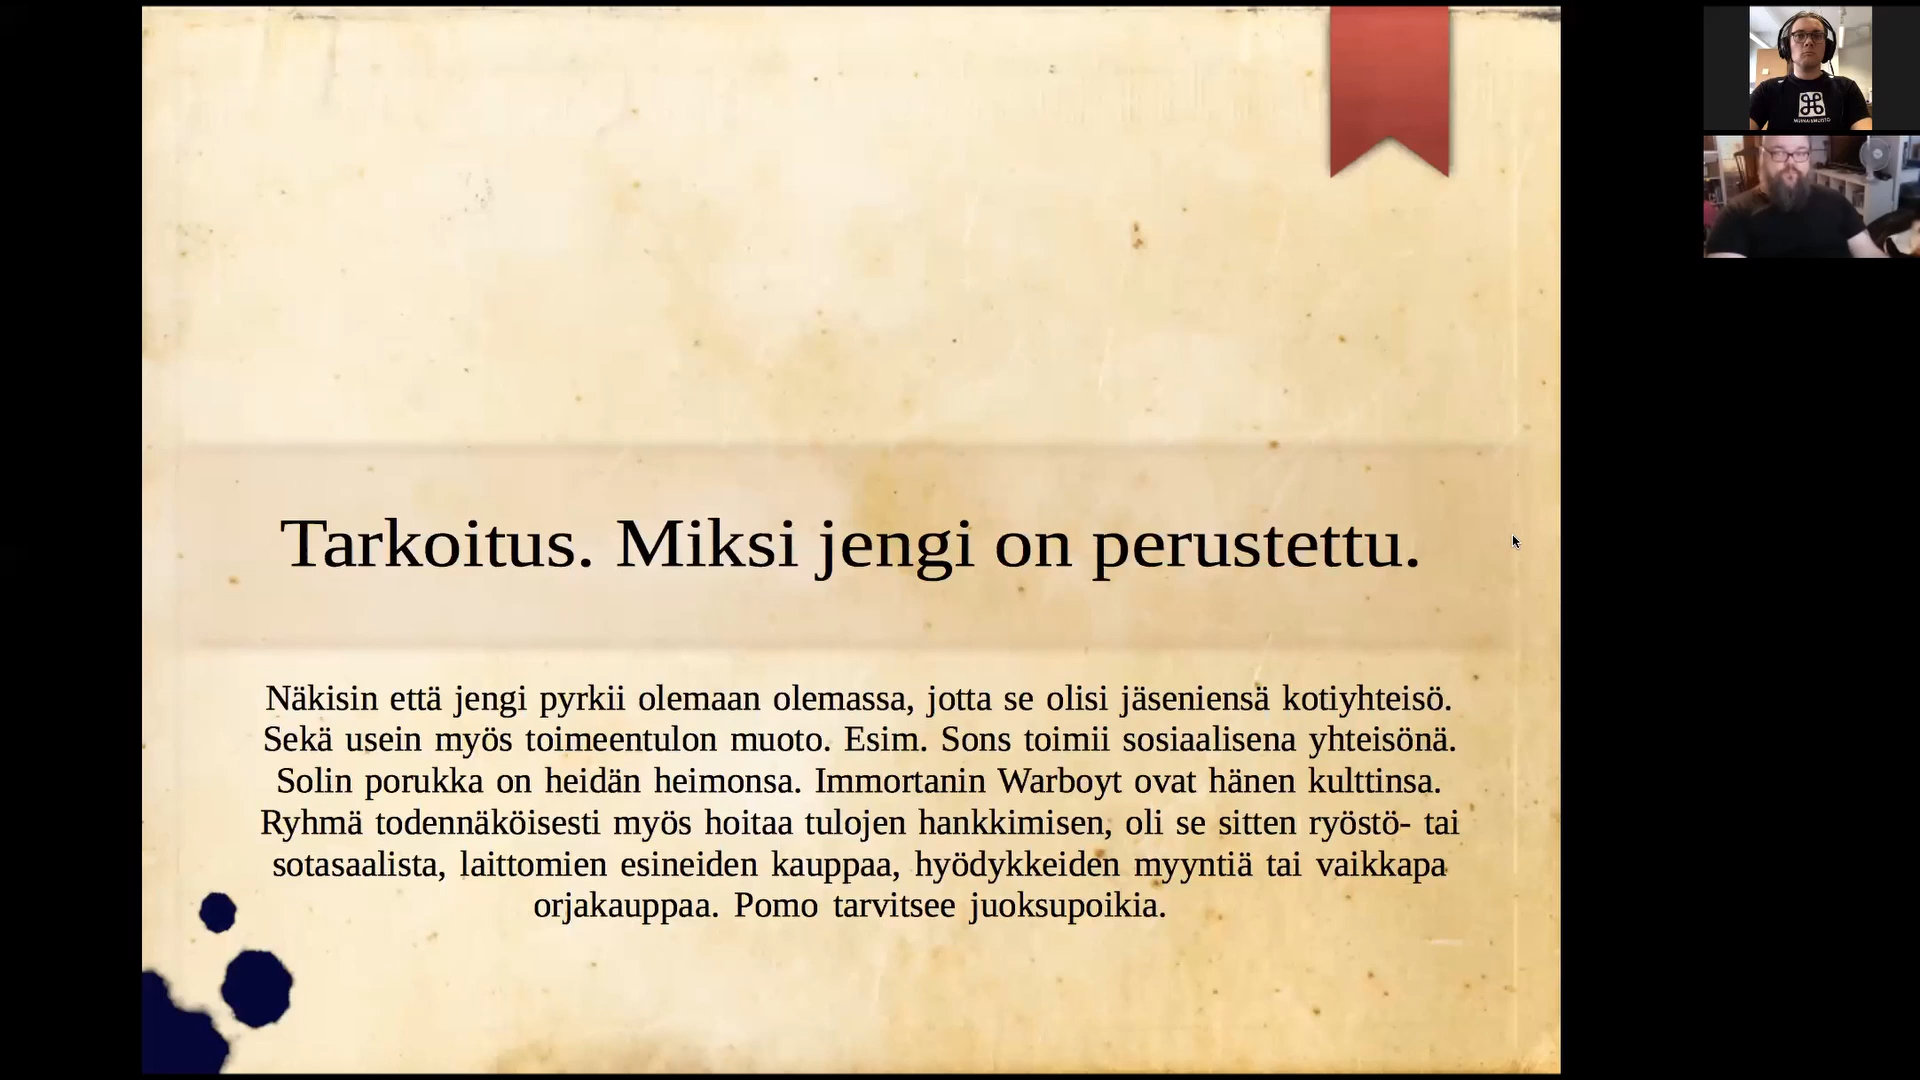 Tarkoitus. Miksi jengi on perustettu.
Näkisin että jengi pyrkii olemaan olemassa, jotta se olisi jäseniensä kotiyhteisö.
Sekä usein myös toimeentulon muoto. Esim. Sons toimii sosiaalisena yhteisönä.
Solin porukka on heidän heimonsa. Immortanin Warboyt ovat hänen kulttinsa.
Ryhmä todennäköisesti myös hoitaa tulojen hankkimisen, oli se sitten ryöstö- tai
sotasaalista, laittomien esineiden kauppaa, hyödykkeiden myyntiä tai vaikkapa
orjakauppaa. Pomo tarvitsee juoksupoikia.